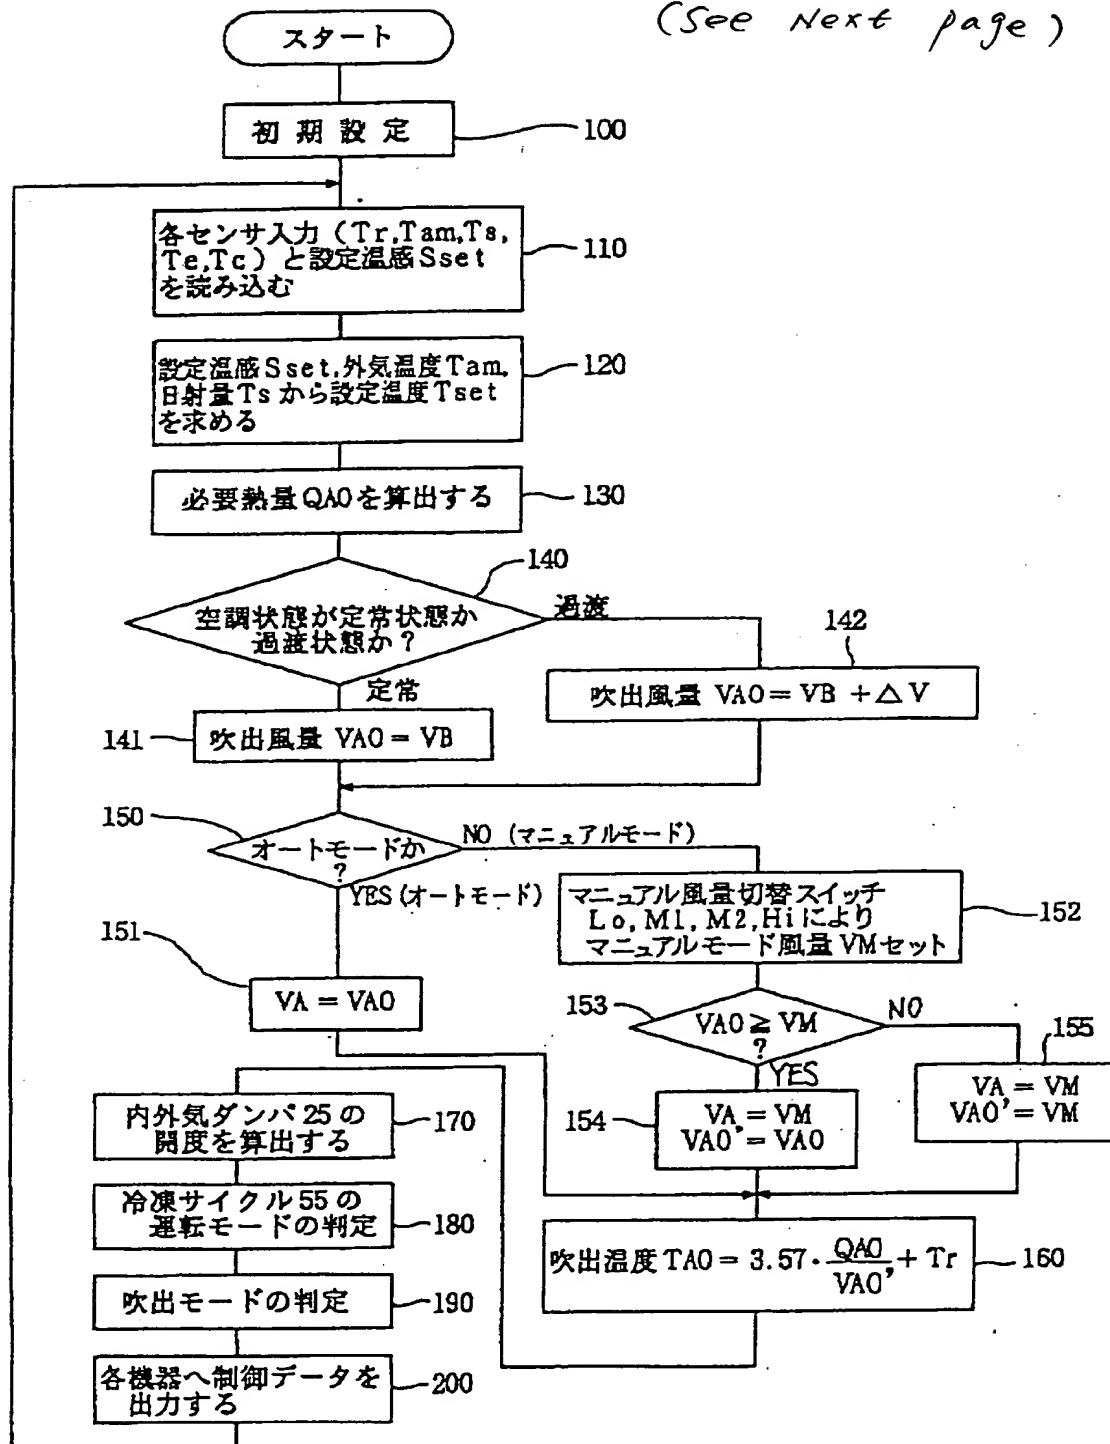 (See Next page)
スタート
初期設定
100
各センサ入力（Tr,Tam,Ts,
Te,Tc）と設定温感Sset
を読み込む
110
設定温感Sset,外気温度Tam,
日射量Tsから設定温度Tset
を求める
120
必要熱量QAOを算出する
130
140
空調状態が定常状態か
過渡状態か？
過渡
142
定常
吹出風量 VAO＝VB＋△V
141
吹出風量 VAO＝VB
150
オートモードか
?
NO（マニュアルモード）
YES（オートモード）
マニュアル風量切替スイッチ
Lo,M1,M2,Hiにより
マニュアルモード風量VMセット
152
151
VA＝VAO
153
VAO≧VM
?
NO
YES
155
VA＝VM
VAO'＝VM
154
VA＝VM
VAO'＝VAO
内外気ダンパ25の
開度を算出する
170
冷凍サイクル55の
運転モードの判定
180
吹出温度TAO＝3.57・QAO/VAO'＋Tr
160
吹出モードの判定
190
各機器へ制御データを
出力する
200